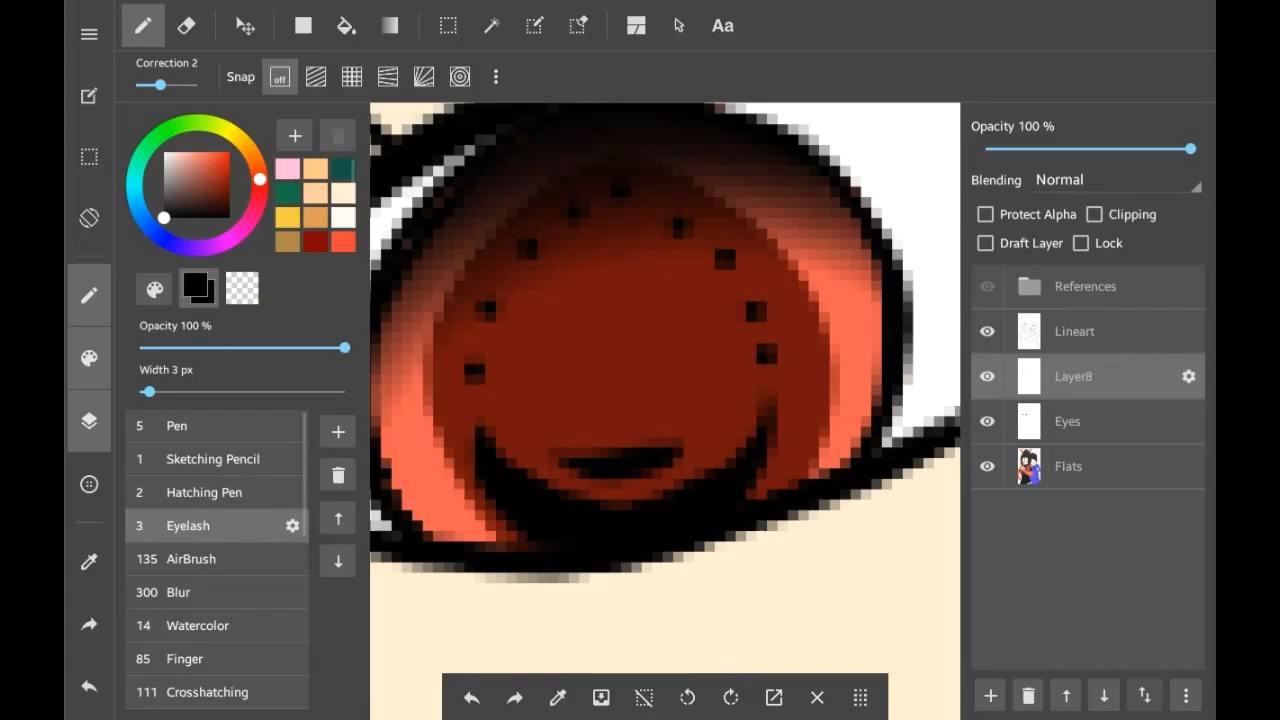 Aa
Correction 2
Snap
off
Opacity 100 %
Width 3 px
5 Pen
1 Sketching Pencil
2 Hatching Pen
3 Eyelash
135 AirBrush
300 Blur
14 Watercolor
85 Finger
111 Crosshatching
Opacity 100 %
Blending Normal
Protect Alpha Clipping
Draft Layer Lock
References
Lineart
Layer8
Eyes
Flats